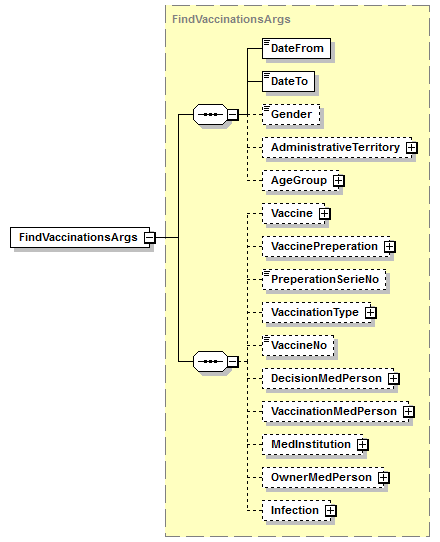 FindVaccinationsArgs
DateFrom
DateTo
Gender
AdministrativeTerritory
AgeGroup
FindVaccinationsArgs
Vaccine
VaccinePreperation
PreperationSerieNo
VaccinationType
VaccineNo
DecisionMedPerson
VaccinationMedPerson
MedInstitution
OwnerMedPerson
Infection